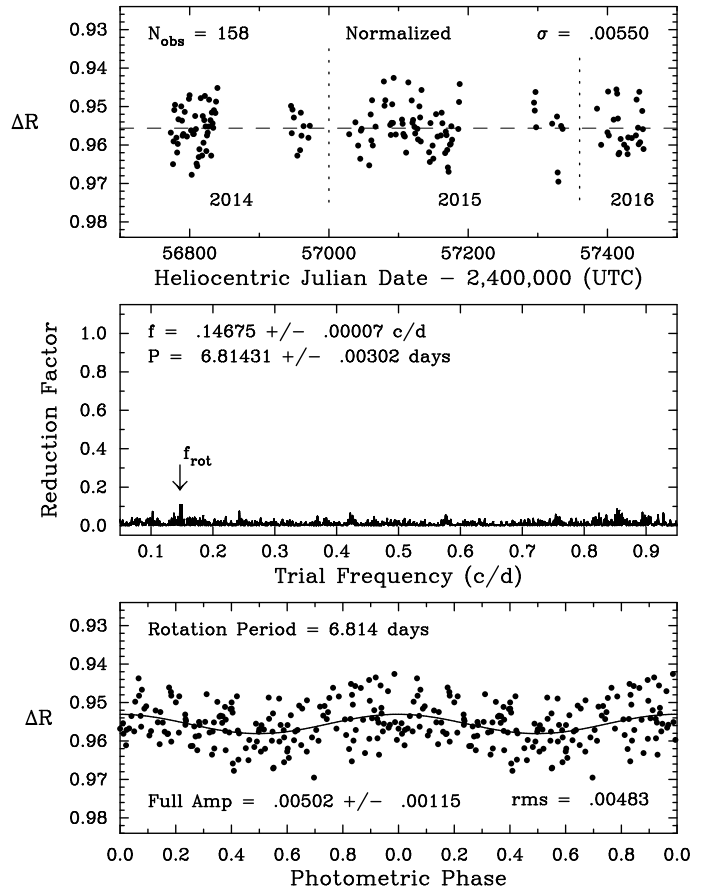 N_obs = 158 Normalized σ = .00550
0.93
0.94
0.95
0.96
0.97
0.98
ΔR
2014 2015 2016
56800 57000 57200 57400
Heliocentric Julian Date − 2,400,000 (UTC)
f = .14675 +/− .00007 c/d
P = 6.81431 +/− .00302 days
1.0
0.8
0.6
0.4
0.2
0.0
Reduction Factor
f_rot
0.1 0.2 0.3 0.4 0.5 0.6 0.7 0.8 0.9
Trial Frequency (c/d)
Rotation Period = 6.814 days
0.93
0.94
0.95
0.96
0.97
0.98
ΔR
Full Amp = .00502 +/− .00115 rms = .00483
0.0 0.2 0.4 0.6 0.8 0.0 0.2 0.4 0.6 0.8 0.0
Photometric Phase